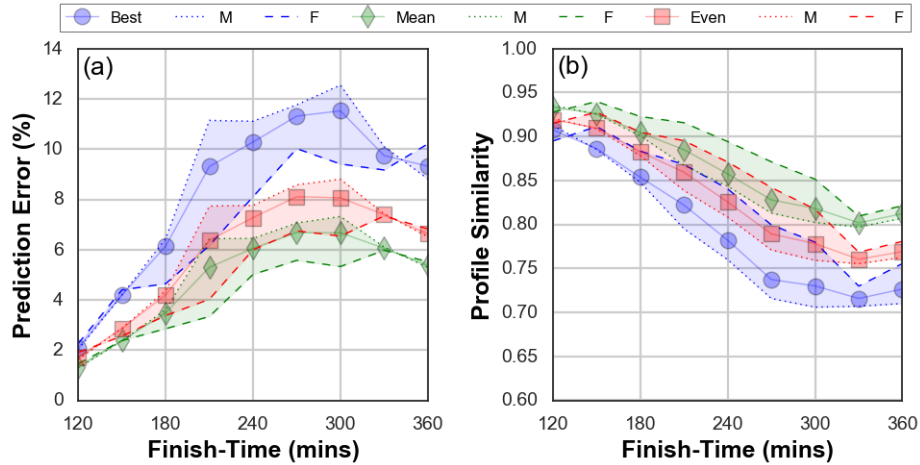 Best M F Mean M F Even M F
(a)
14
12
10
8
6
4
2
0
120 180 240 300 360
Prediction Error (%)
Finish-Time (mins)
(b)
1.00
0.95
0.90
0.85
0.80
0.75
0.70
0.65
0.60
120 180 240 300 360
Profile Similarity
Finish-Time (mins)